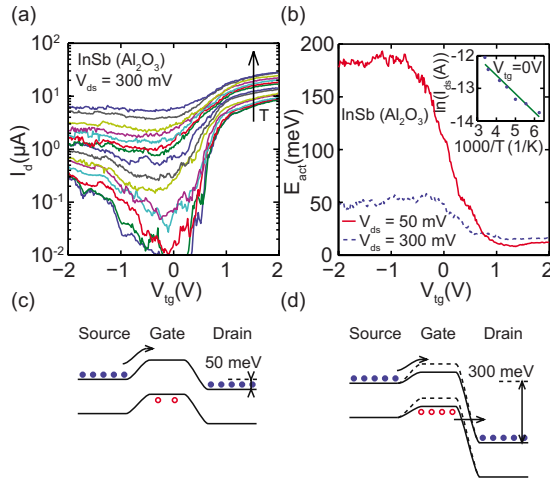 (a)
InSb (Al₂O₃)
V_ds = 300 mV
T
I_d(μA)
10²
10¹
10⁰
10⁻¹
10⁻²
−2 −1 0 1 2
V_tg(V)
(b)
E_act(meV)
200
150
100
50
0
InSb (Al₂O₃)
V_ds = 50 mV
V_ds = 300 mV
−2 −1 0 1 2
V_tg(V)
ln(I_ds(A))
-12
-13
-14
V_tg=0V
3 4 5 6
1000/T (1/K)
(c)
Source Gate Drain
50 meV
(d)
Source Gate Drain
300 meV